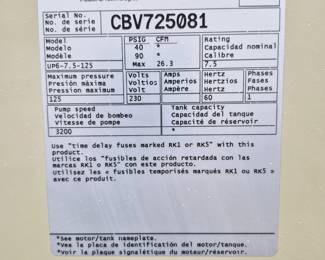 Serial No.
No. de serie
No. de série
CBV725081
Model
Modelo
Modèle
UP6-7.5-125
PSIG CFM
40 *
90 *
Max 26.3
Rating
Capacidad nominal
Calibre
7.5
Maximum pressure
Presión máxima
Pression maximum
125
Volts
Voltios
Volt
230
Amps
Amperios
Ampère
*
Hertz
Hertzios
Hertz
60
Phases
Fases
Phases
1
Pump speed
Velocidad de bombeo
Vitesse de pompe
3200
Tank capacity
Capacidad del tanque
Capacité de réservoir
*
Use "time delay fuses marked RK1 or RK5" with this
product.
Utilice los "fusibles de acción retardada con las
marcas RK1 o RK5" con este producto.
Utilisez les « fusibles temporisés marqués RK1 ou RK5 »
avec ce produit.
*See motor/tank nameplate.
*Vea la placa de identificación del motor/tanque.
*Voir la plaque signalétique du moteur/réservoir.